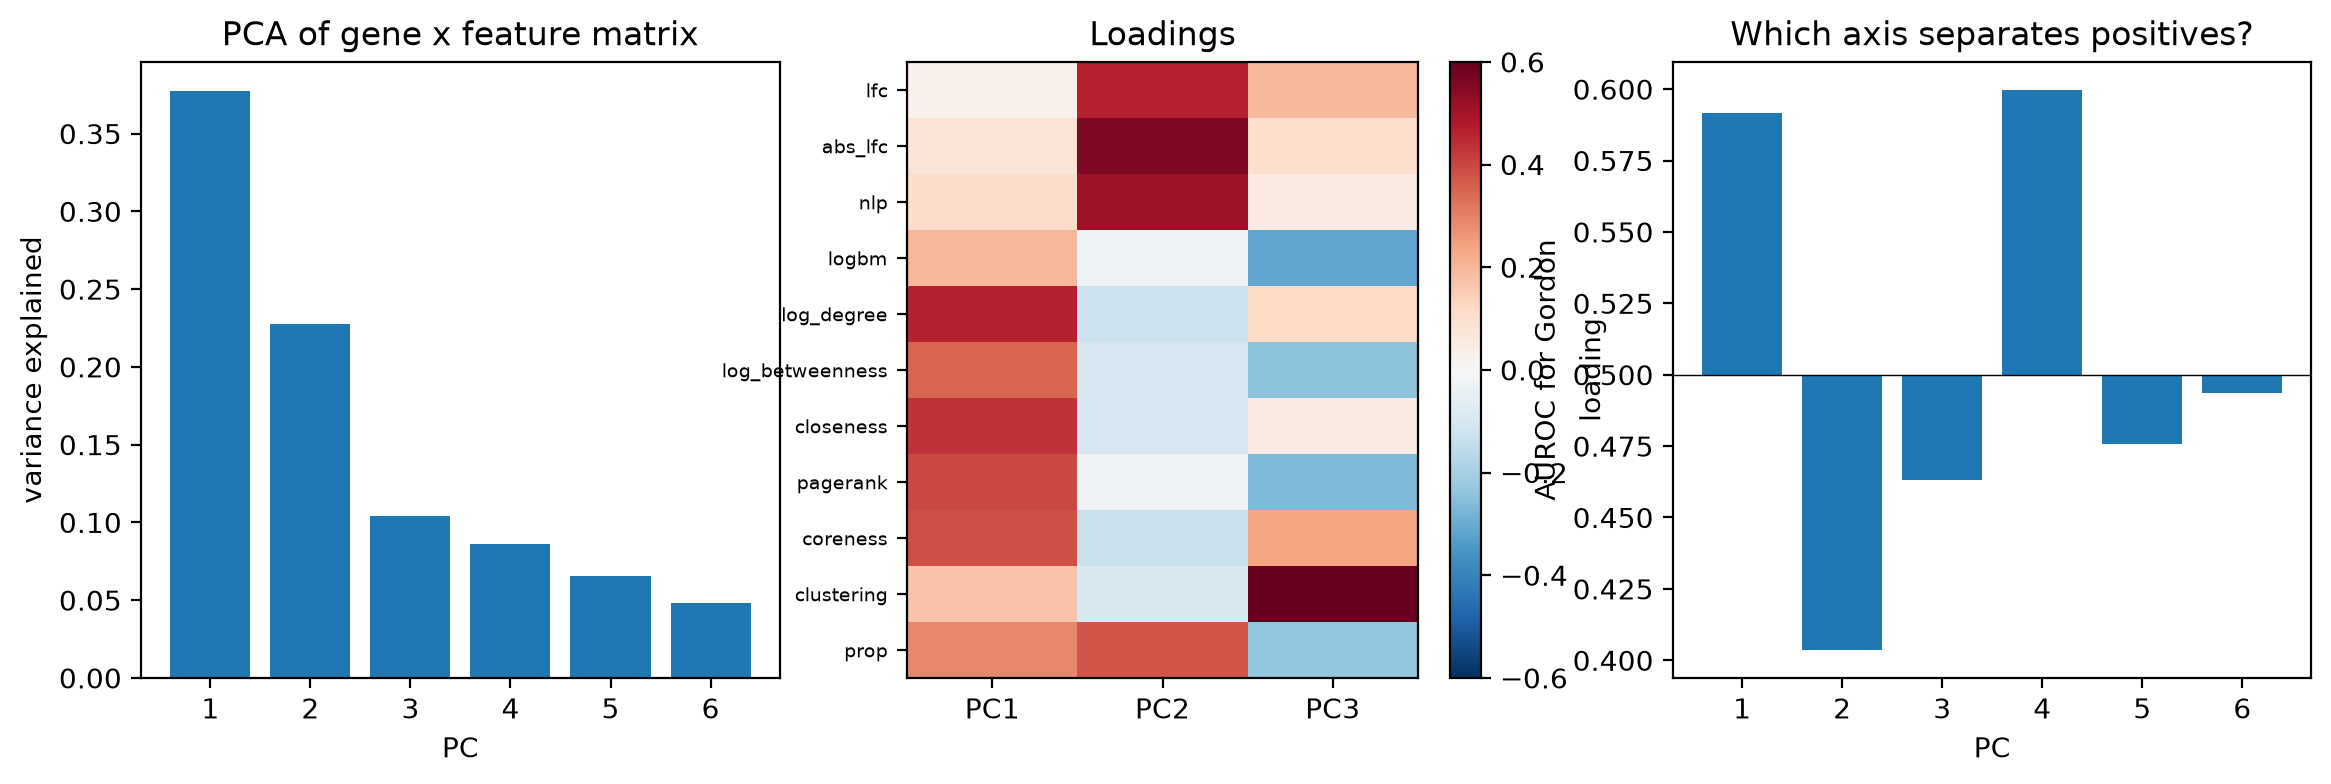 PCA of gene x feature matrix
variance explained
0.35
0.30
0.25
0.20
0.15
0.10
0.05
0.00
1 2 3 4 5 6
PC
Loadings
lfc
abs_lfc
nlp
logbm
log_degree
log_betweenness
closeness
pagerank
coreness
clustering
prop
PC1 PC2 PC3
0.6
0.4
0.2
0.0
−0.2
−0.4
−0.6
loading
Which axis separates positives?
AUROC for Gordon
0.600
0.575
0.550
0.525
0.500
0.475
0.450
0.425
0.400
1 2 3 4 5 6
PC